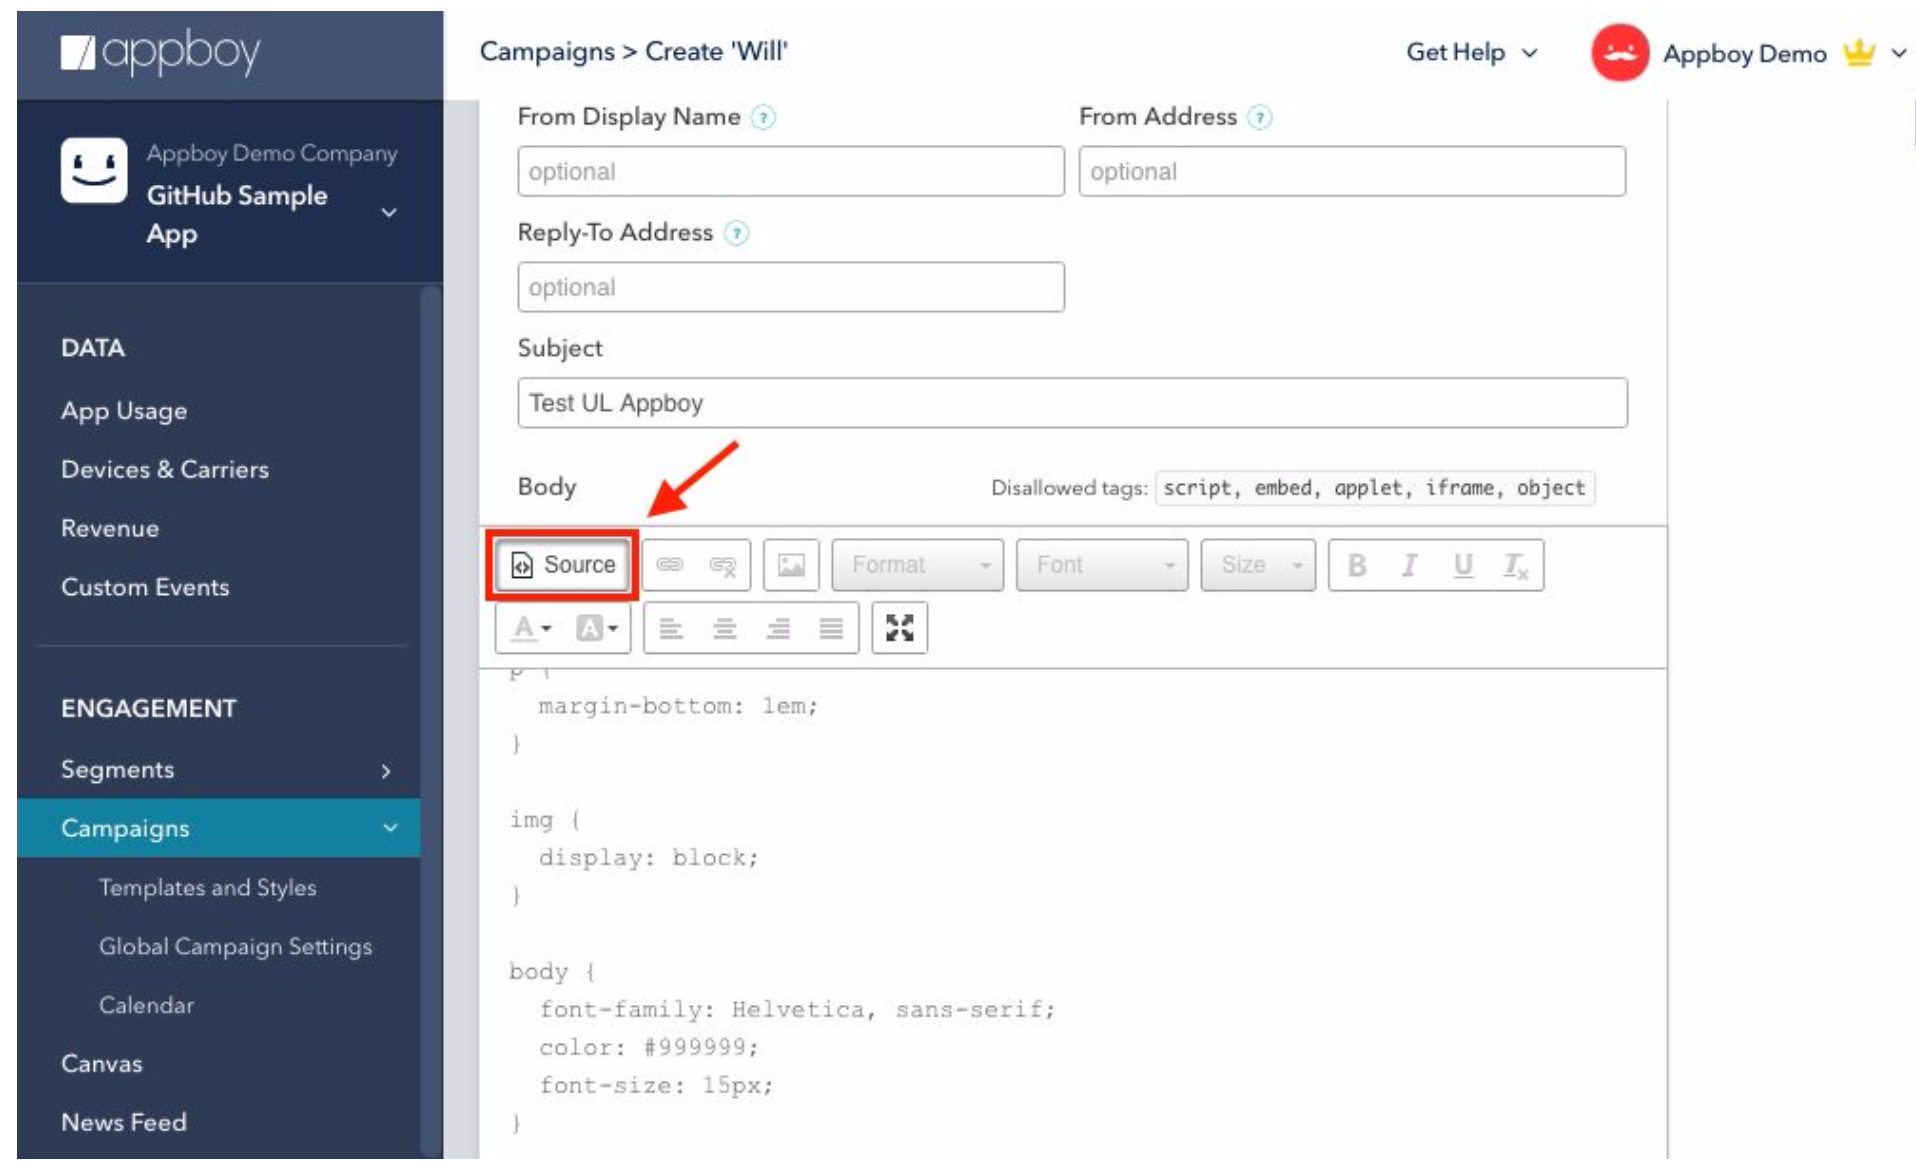 appboy
Campaigns > Create 'Will'
Get Help
Appboy Demo
Appboy Demo Company
GitHub Sample
App
DATA
App Usage
Devices & Carriers
Revenue
Custom Events
ENGAGEMENT
Segments
Campaigns
Templates and Styles
Global Campaign Settings
Calendar
Canvas
News Feed
From Display Name ?
From Address ?
optional
optional
Reply-To Address ?
optional
Subject
Test UL Appboy
Body
Disallowed tags: script, embed, applet, iframe, object
Source
Format
Font
Size
B I U Tx
A A
p {
margin-bottom: 1em;
}
img {
display: block;
}
body {
font-family: Helvetica, sans-serif;
color: #999999;
font-size: 15px;
}